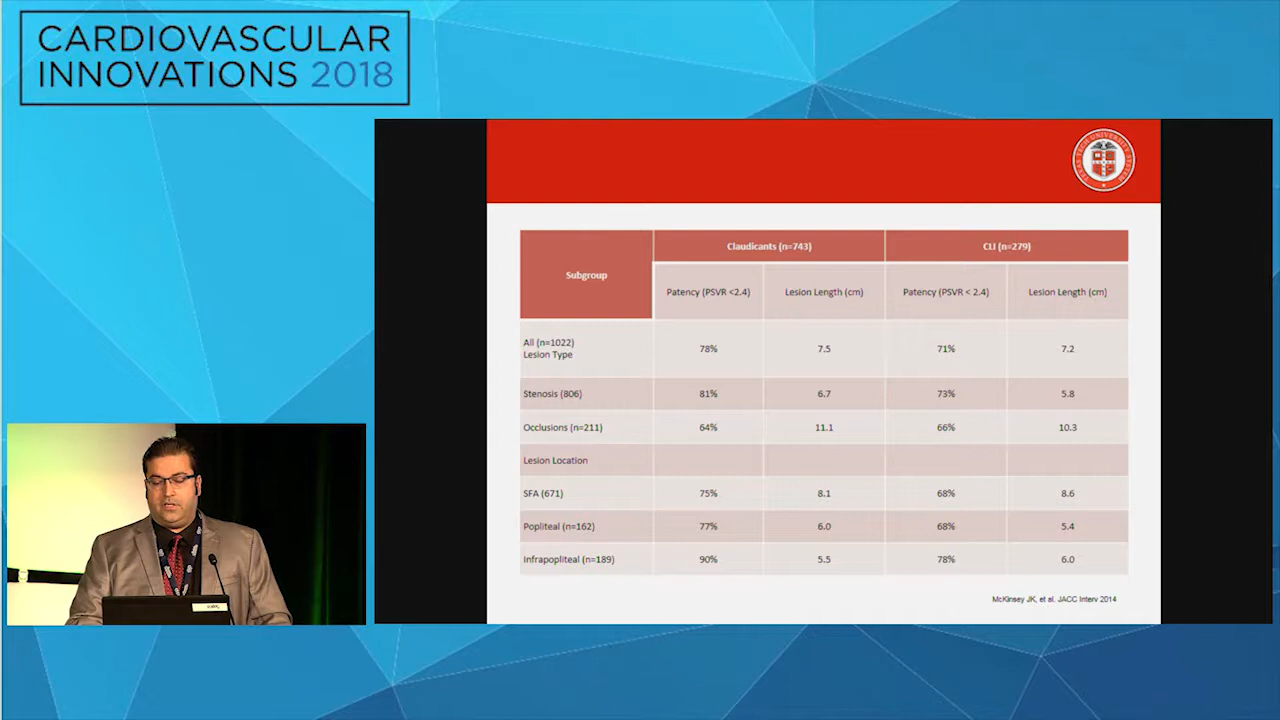 CARDIOVASCULAR
INNOVATIONS 2018
Subgroup
Claudicants (n=743)
CLI (n=279)
Patency (PSVR <2.4)
Lesion Length (cm)
Patency (PSVR < 2.4)
Lesion Length (cm)
All (n=1022)
Lesion Type
78%
7.5
71%
7.2
Stenosis (806)
81%
6.7
73%
5.8
Occlusions (n=211)
64%
11.1
66%
10.3
Lesion Location
SFA (671)
75%
8.1
68%
8.6
Popliteal (n=162)
77%
6.0
68%
5.4
Infrapopliteal (n=189)
90%
5.5
78%
6.0
McKinsey JK, et al. JACC Interv 2014